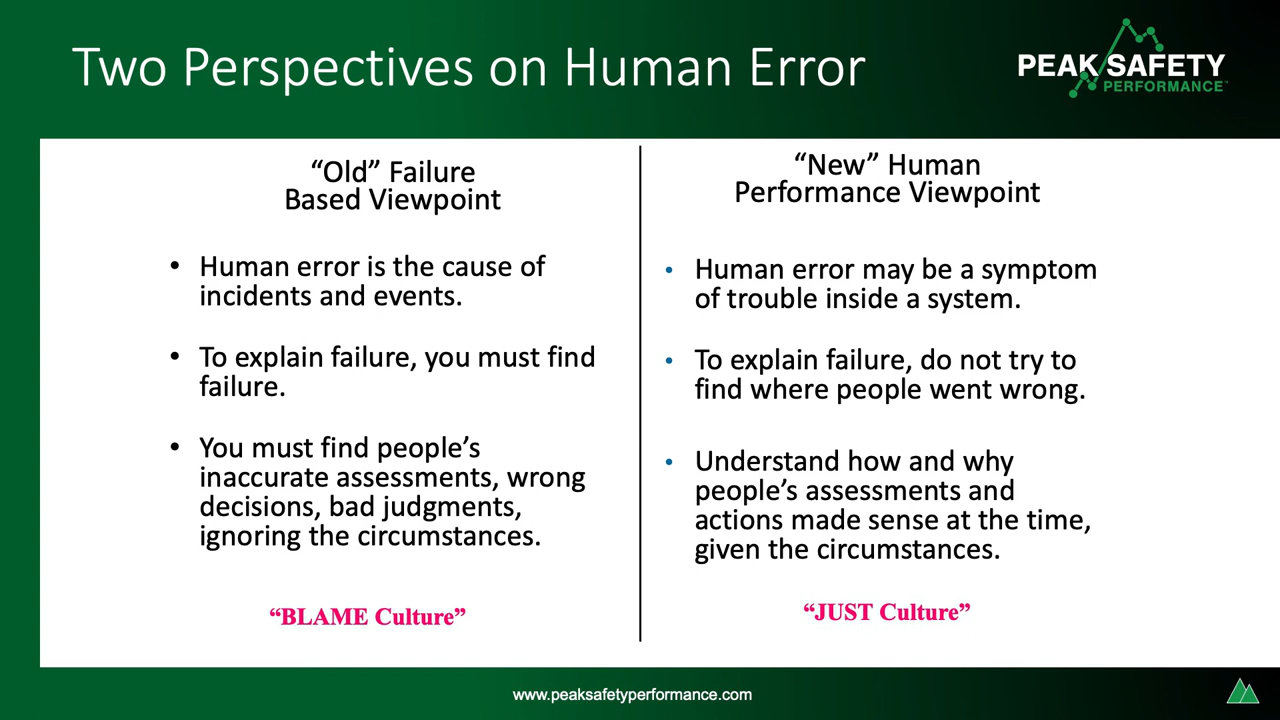 Two Perspectives on Human Error
PEAK SAFETY
PERFORMANCE™
“Old” Failure
Based Viewpoint
• Human error is the cause of
incidents and events.
• To explain failure, you must find
failure.
• You must find people’s
inaccurate assessments, wrong
decisions, bad judgments,
ignoring the circumstances.
“BLAME Culture”
“New” Human
Performance Viewpoint
• Human error may be a symptom
of trouble inside a system.
• To explain failure, do not try to
find where people went wrong.
• Understand how and why
people’s assessments and
actions made sense at the time,
given the circumstances.
“JUST Culture”
www.peaksafetyperformance.com